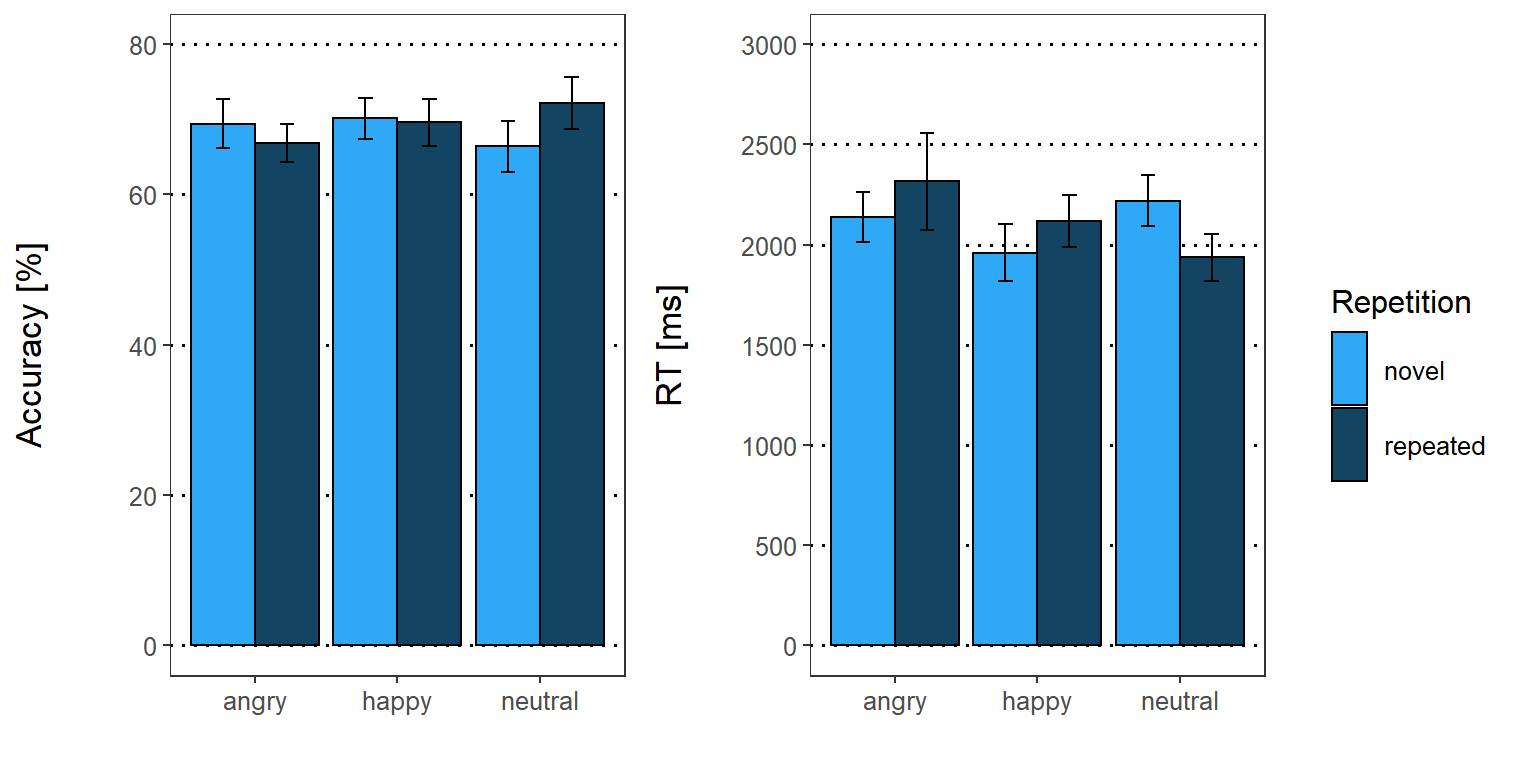 Accuracy [%]
80
60
40
20
0
angry happy neutral
RT [ms]
3000
2500
2000
1500
1000
500
0
angry happy neutral
Repetition
novel
repeated